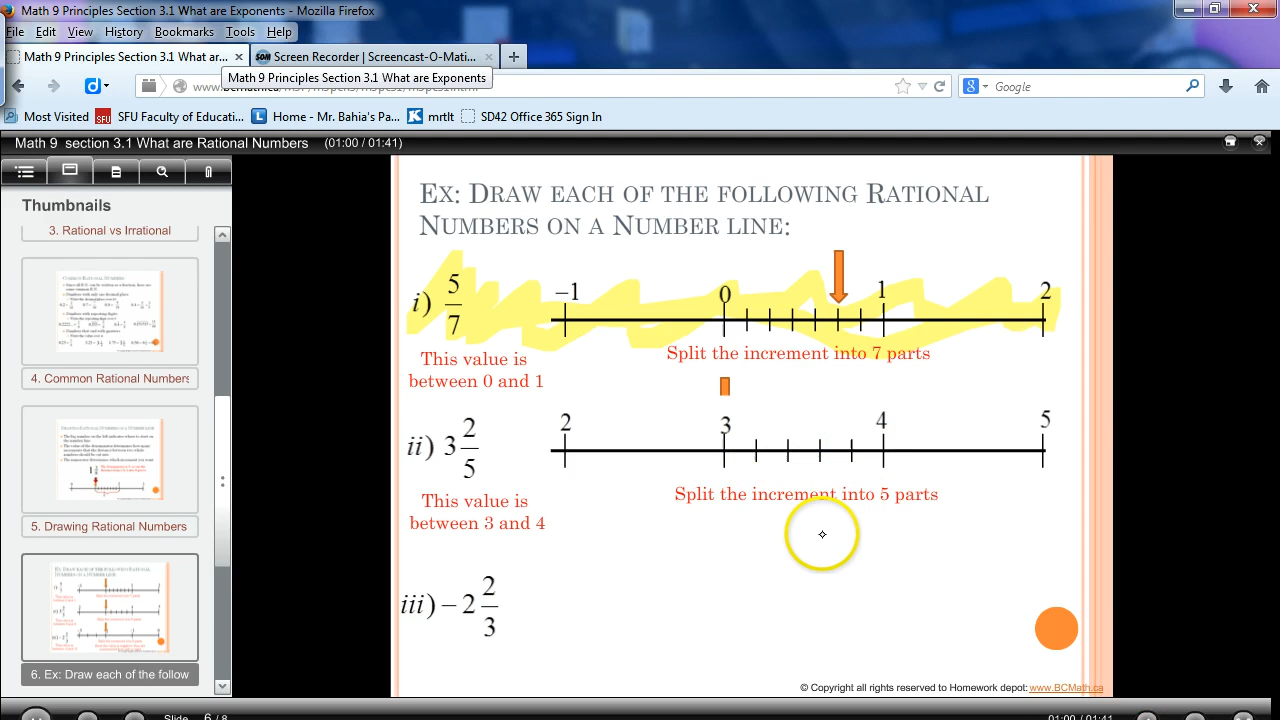 Math 9 Principles Section 3.1 What are Exponents - Mozilla Firefox
File Edit View History Bookmarks Tools Help
Math 9 Principles Section 3.1 What ar... × Screen Recorder | Screencast-O-Mati... × +
Math 9 Principles Section 3.1 What are Exponents
Google
Most Visited SFU Faculty of Educati... Home - Mr. Bahia's Pa... mrtlt SD42 Office 365 Sign In
Math 9 section 3.1 What are Rational Numbers (01:00 / 01:41)
Thumbnails
3. Rational vs Irrational
4. Common Rational Numbers
5. Drawing Rational Numbers
6. Ex: Draw each of the follow
EX: DRAW EACH OF THE FOLLOWING RATIONAL
NUMBERS ON A NUMBER LINE:
i) 5/7 −1 0 1 2
This value is
between 0 and 1
Split the increment into 7 parts
ii) 3 2/5 2 3 4 5
This value is
between 3 and 4
Split the increment into 5 parts
iii) − 2 2/3
© Copyright all rights reserved to Homework depot: www.BCMath.ca
Slide 6 / 8 01:00 / 01:41